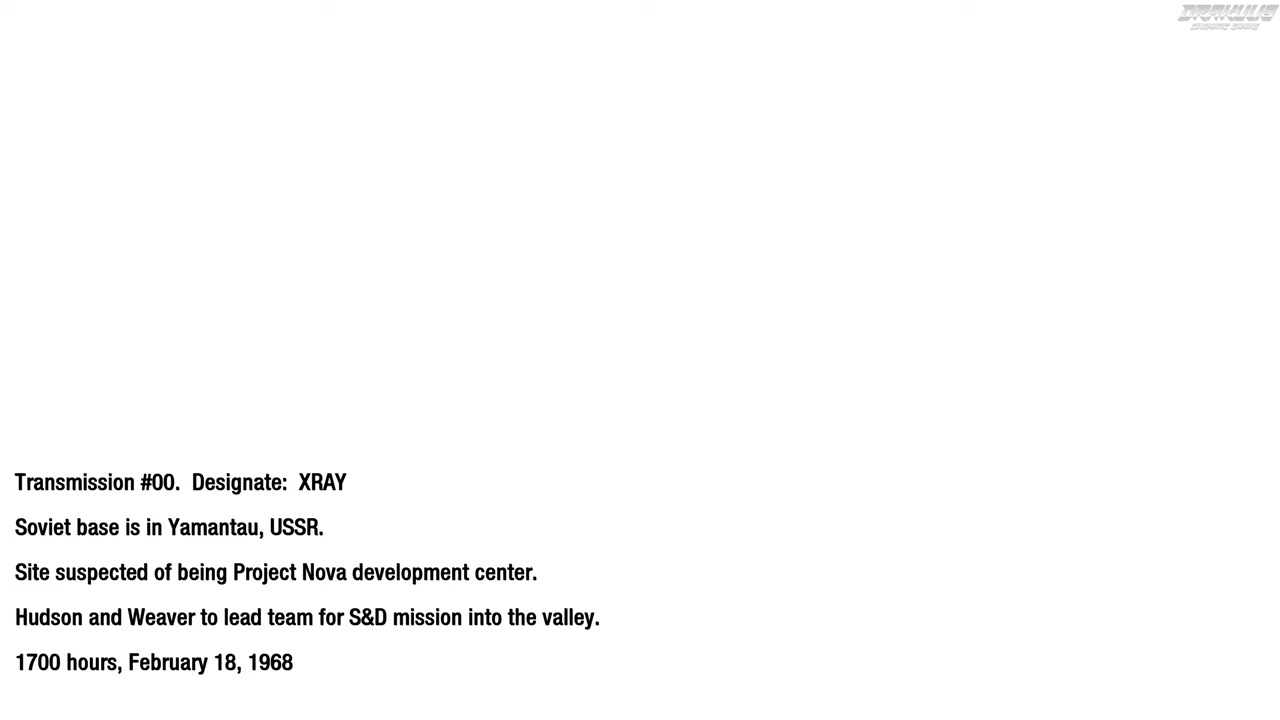 DRAKULUS
Transmission #00.  Designate:  XRAY
Soviet base is in Yamantau, USSR.
Site suspected of being Project Nova development center.
Hudson and Weaver to lead team for S&D mission into the valley.
1700 hours, February 18, 1968